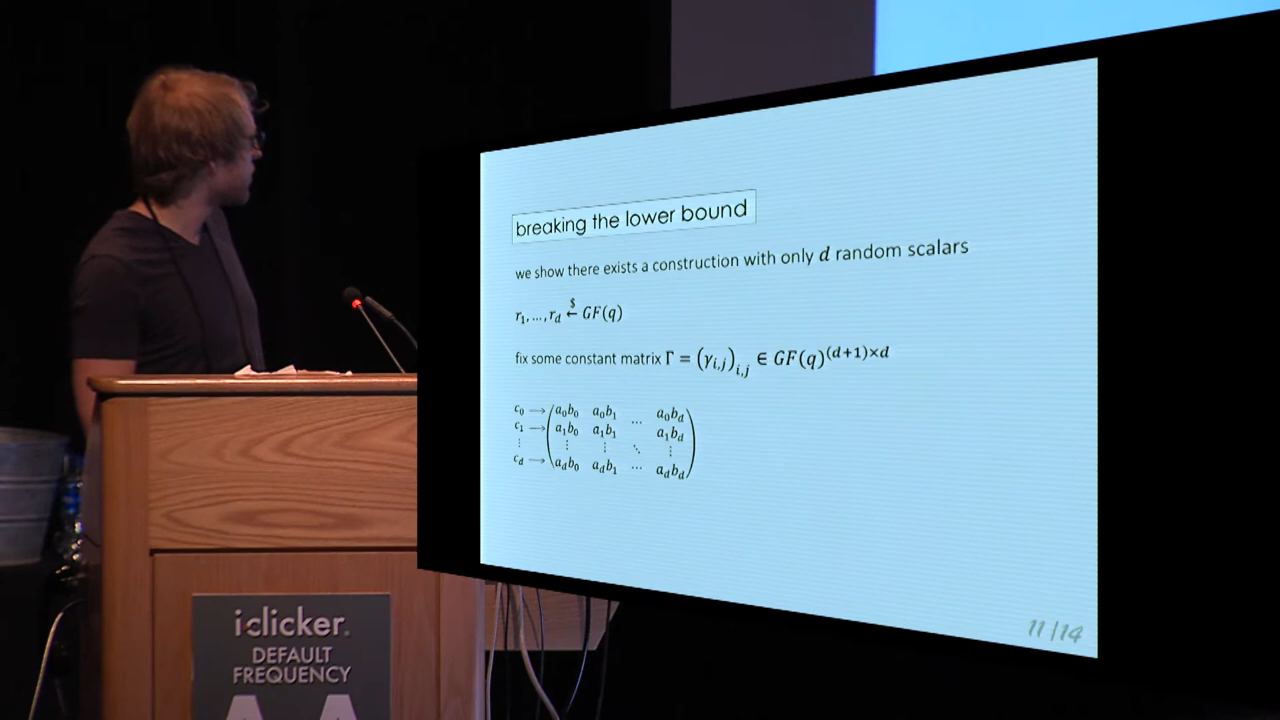 breaking the lower bound
we show there exists a construction with only d random scalars
r₁, …, r_d $← GF(q)
fix some constant matrix Γ = (γᵢ,ⱼ)ᵢ,ⱼ ∈ GF(q)^(d+1)×d
c₀ → a₀b₀ a₀b₁ … a₀b_d
c₁ → a₁b₀ a₁b₁ a₁b_d
⋮ ⋮ ⋮ ⋱ ⋮
c_d → a_db₀ a_db₁ … a_db_d
11/14
iclicker.
DEFAULT
FREQUENCY